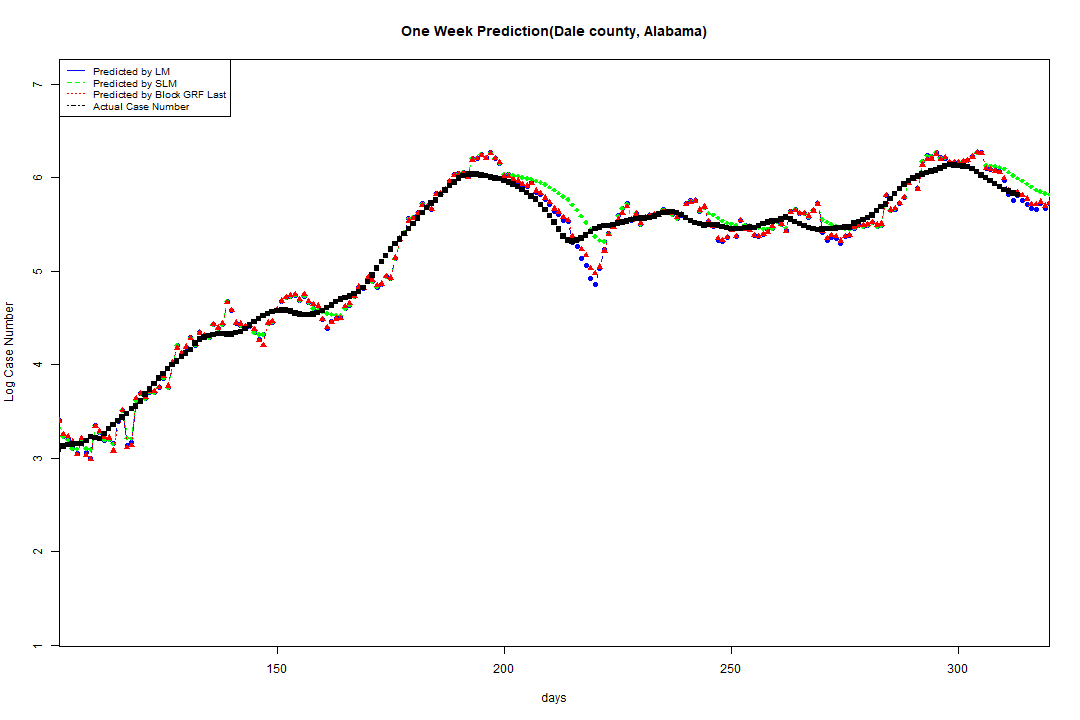 One Week Prediction(Dale county, Alabama)
Predicted by LM
Predicted by SLM
Predicted by Block GRF Last
Actual Case Number
7
6
5
4
3
2
1
Log Case Number
150 200 250 300
days